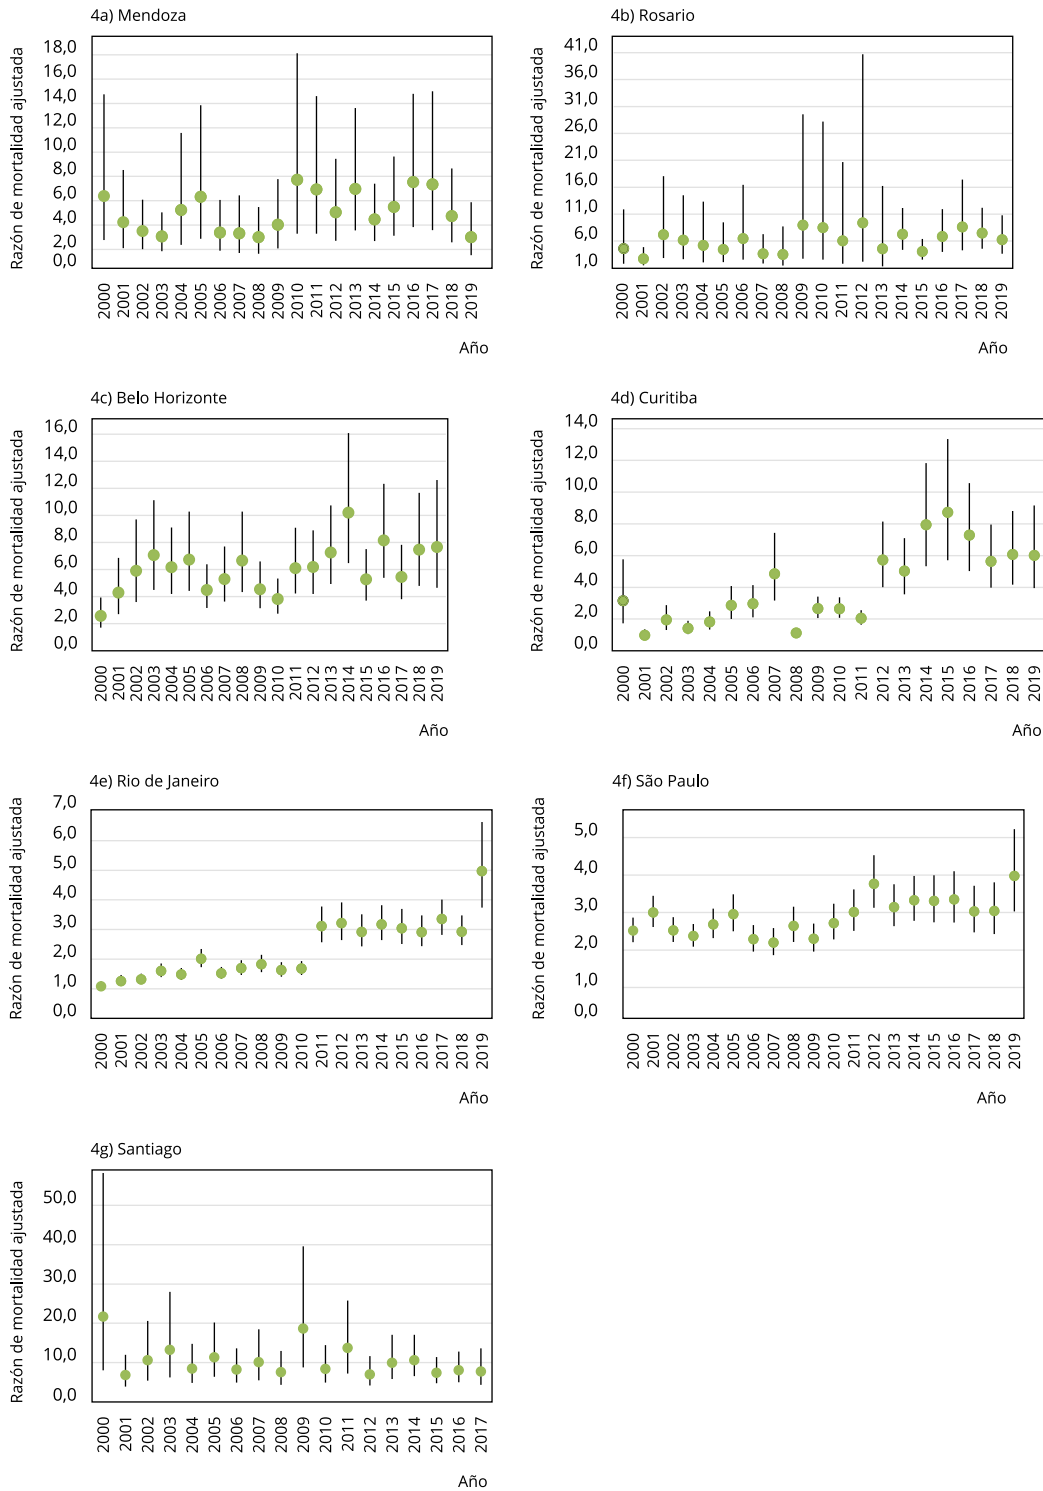 4a) Mendoza
Razón de mortalidad ajustada
18,0
16,0
14,0
12,0
10,0
8,0
6,0
4,0
2,0
0,0
2000 2001 2002 2003 2004 2005 2006 2007 2008 2009 2010 2011 2012 2013 2014 2015 2016 2017 2018 2019
Año
4b) Rosario
Razón de mortalidad ajustada
41,0
36,0
31,0
26,0
21,0
16,0
11,0
6,0
1,0
2000 2001 2002 2003 2004 2005 2006 2007 2008 2009 2010 2011 2012 2013 2014 2015 2016 2017 2018 2019
Año
4c) Belo Horizonte
Razón de mortalidad ajustada
16,0
14,0
12,0
10,0
8,0
6,0
4,0
2,0
0,0
2000 2001 2002 2003 2004 2005 2006 2007 2008 2009 2010 2011 2012 2013 2014 2015 2016 2017 2018 2019
Año
4d) Curitiba
Razón de mortalidad ajustada
14,0
12,0
10,0
8,0
6,0
4,0
2,0
0,0
2000 2001 2002 2003 2004 2005 2006 2007 2008 2009 2010 2011 2012 2013 2014 2015 2016 2017 2018 2019
Año
4e) Rio de Janeiro
Razón de mortalidad ajustada
7,0
6,0
5,0
4,0
3,0
2,0
1,0
0,0
2000 2001 2002 2003 2004 2005 2006 2007 2008 2009 2010 2011 2012 2013 2014 2015 2016 2017 2018 2019
Año
4f) São Paulo
Razón de mortalidad ajustada
5,0
4,0
3,0
2,0
1,0
0,0
2000 2001 2002 2003 2004 2005 2006 2007 2008 2009 2010 2011 2012 2013 2014 2015 2016 2017 2018 2019
Año
4g) Santiago
Razón de mortalidad ajustada
50,0
40,0
30,0
20,0
10,0
0,0
2000 2001 2002 2003 2004 2005 2006 2007 2008 2009 2010 2011 2012 2013 2014 2015 2016 2017
Año